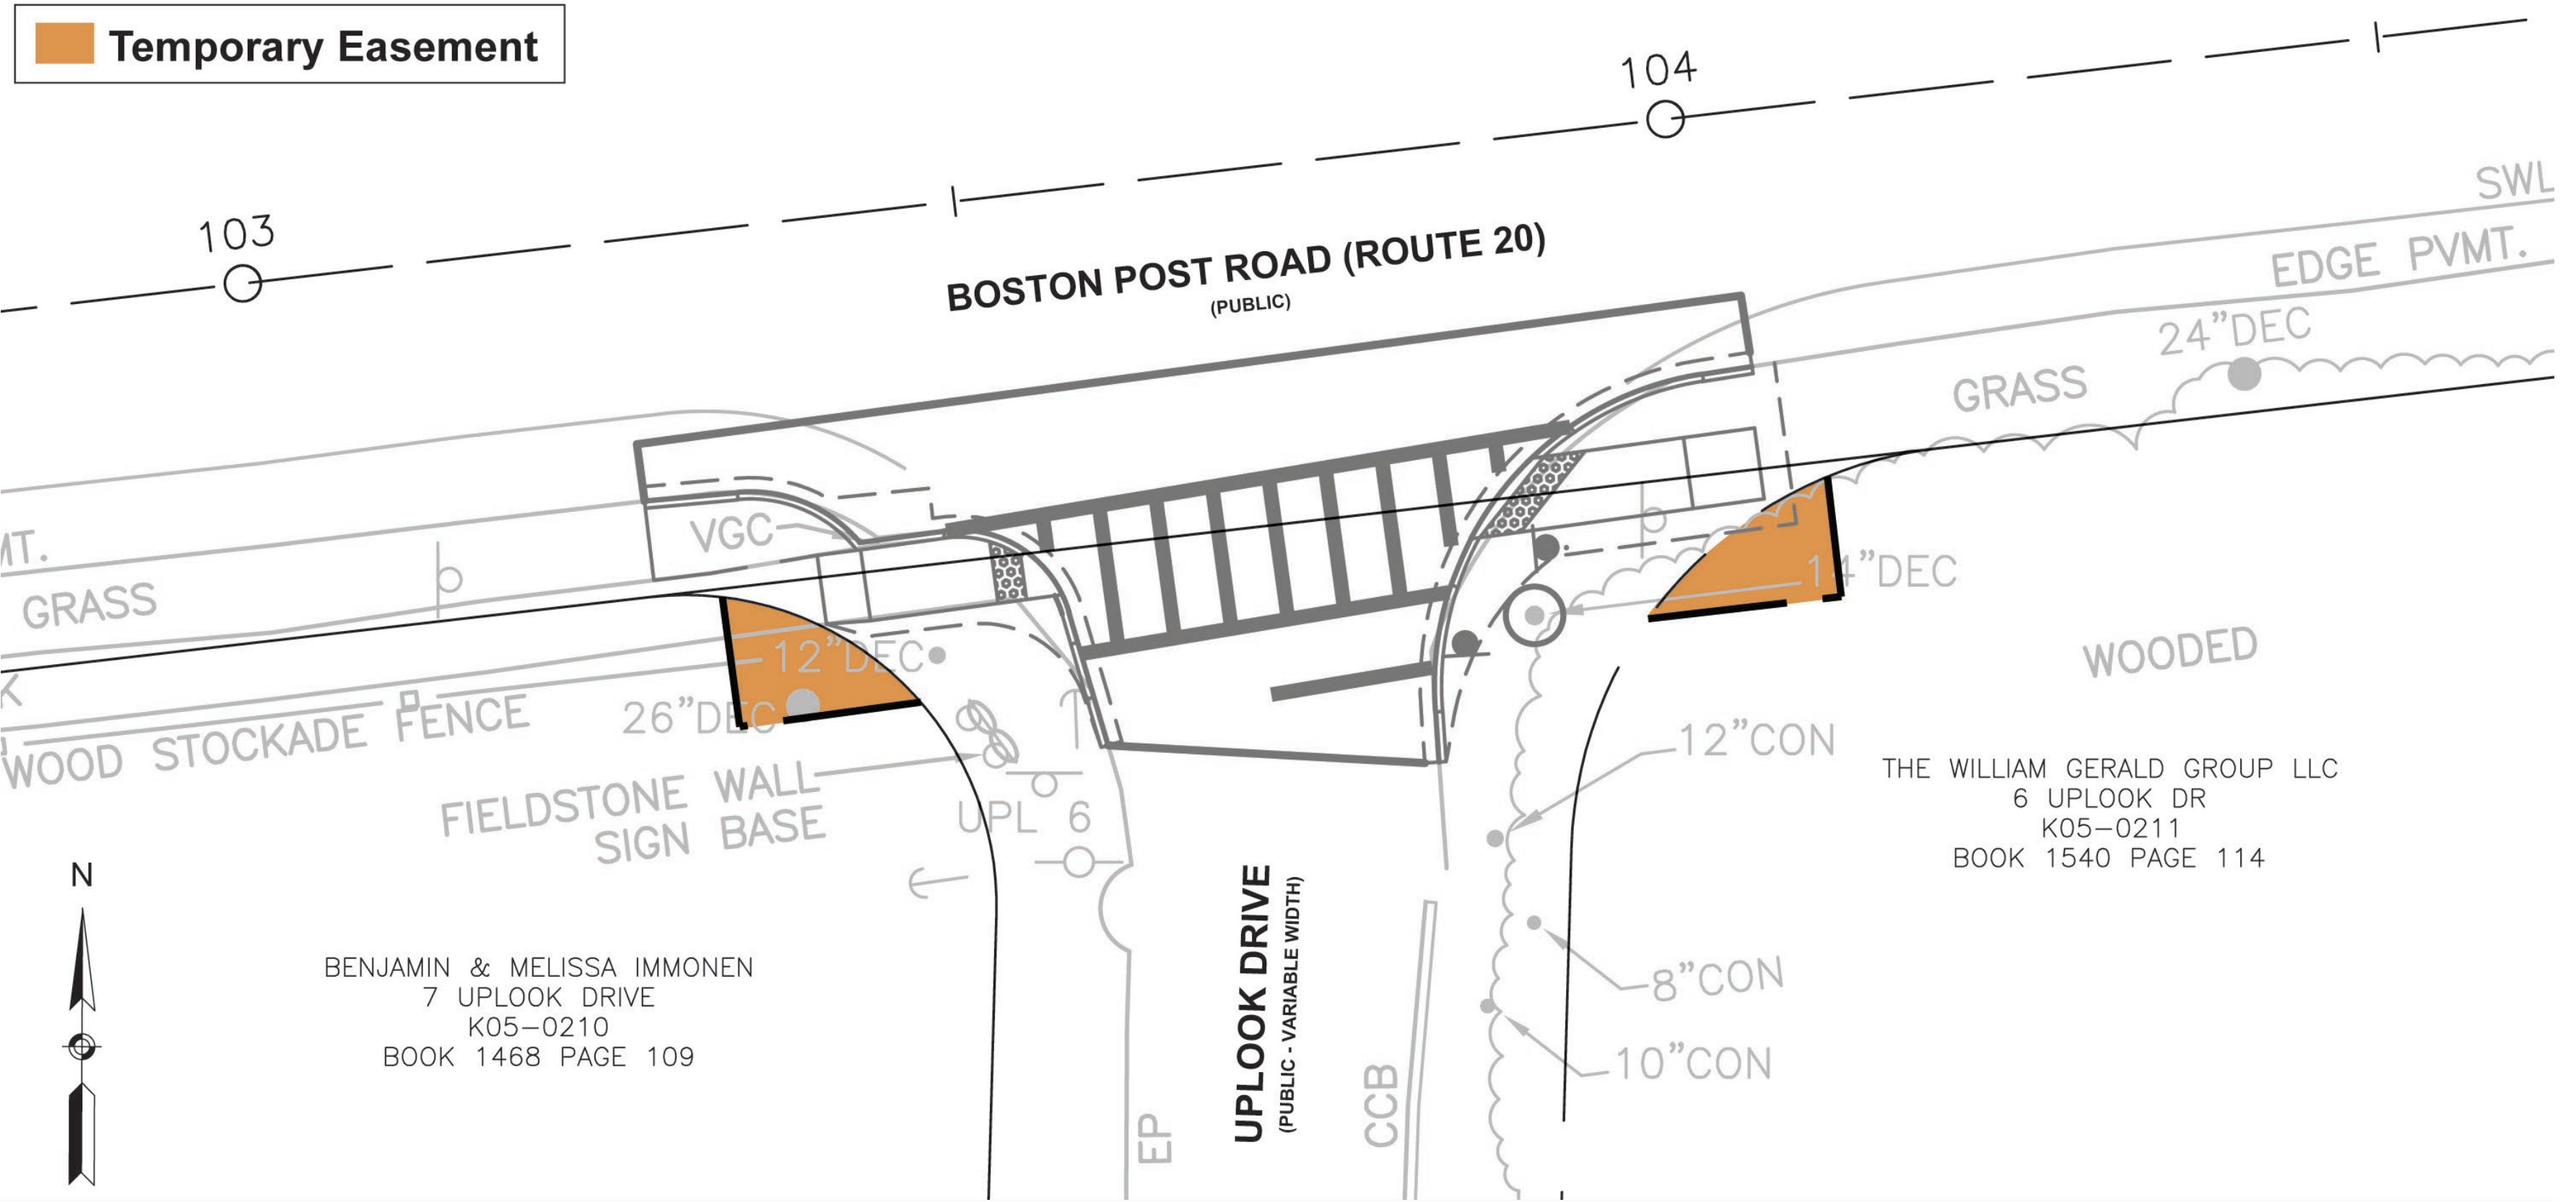 Temporary Easement
104
103
SWL
BOSTON POST ROAD (ROUTE 20)
(PUBLIC)
EDGE PVMT.
24"DEC
GRASS
VGC
GRASS
14"DEC
12"DEC
WOODED
26"DEC
WOOD STOCKADE FENCE
12"CON
FIELDSTONE WALL
SIGN BASE
UPL 6
THE WILLIAM GERALD GROUP LLC
6 UPLOOK DR
K05-0211
BOOK 1540 PAGE 114
N
UPLOOK DRIVE
(PUBLIC - VARIABLE WIDTH)
BENJAMIN & MELISSA IMMONEN
7 UPLOOK DRIVE
K05-0210
BOOK 1468 PAGE 109
8"CON
10"CON
EP
CCB